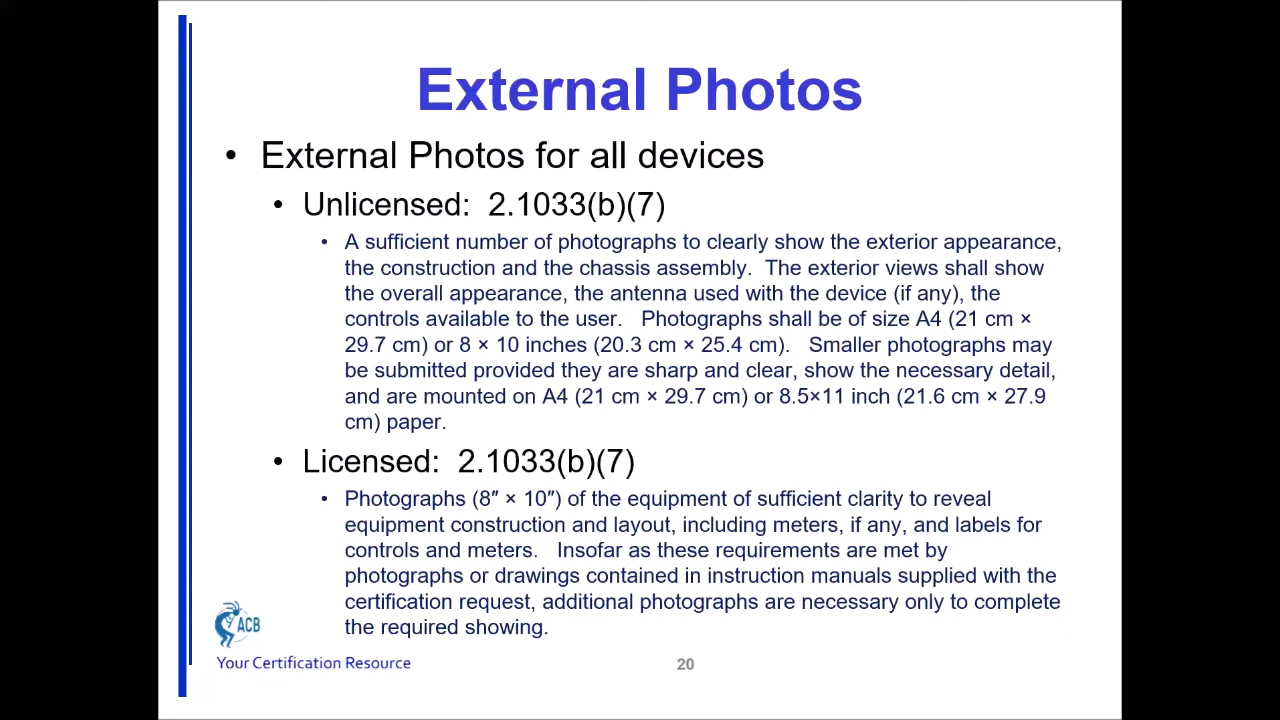 External Photos
• External Photos for all devices
• Unlicensed: 2.1033(b)(7)
• A sufficient number of photographs to clearly show the exterior appearance,
the construction and the chassis assembly. The exterior views shall show
the overall appearance, the antenna used with the device (if any), the
controls available to the user. Photographs shall be of size A4 (21 cm ×
29.7 cm) or 8 × 10 inches (20.3 cm × 25.4 cm). Smaller photographs may
be submitted provided they are sharp and clear, show the necessary detail,
and are mounted on A4 (21 cm × 29.7 cm) or 8.5×11 inch (21.6 cm × 27.9
cm) paper.
• Licensed: 2.1033(b)(7)
• Photographs (8″ × 10″) of the equipment of sufficient clarity to reveal
equipment construction and layout, including meters, if any, and labels for
controls and meters. Insofar as these requirements are met by
photographs or drawings contained in instruction manuals supplied with the
certification request, additional photographs are necessary only to complete
the required showing.
ACB
Your Certification Resource
20